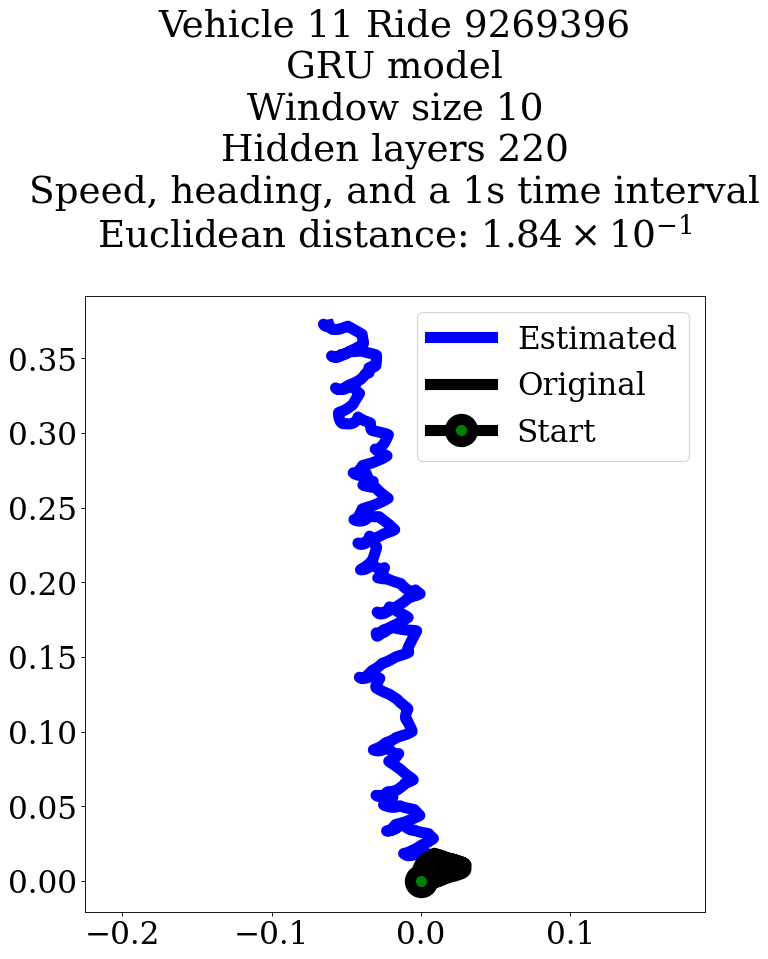 Vehicle 11 Ride 9269396
GRU model
Window size 10
Hidden layers 220
Speed, heading, and a 1s time interval
Euclidean distance: 1.84 × 10⁻¹
Estimated
Original
Start
0.35
0.30
0.25
0.20
0.15
0.10
0.05
0.00
−0.2
−0.1
0.0
0.1